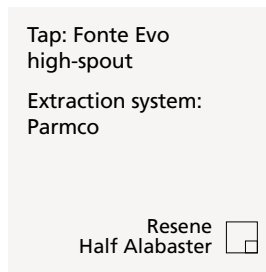 Tap: Fonte Evo
high-spout
Extraction system:
Parmco
Resene
Half Alabaster